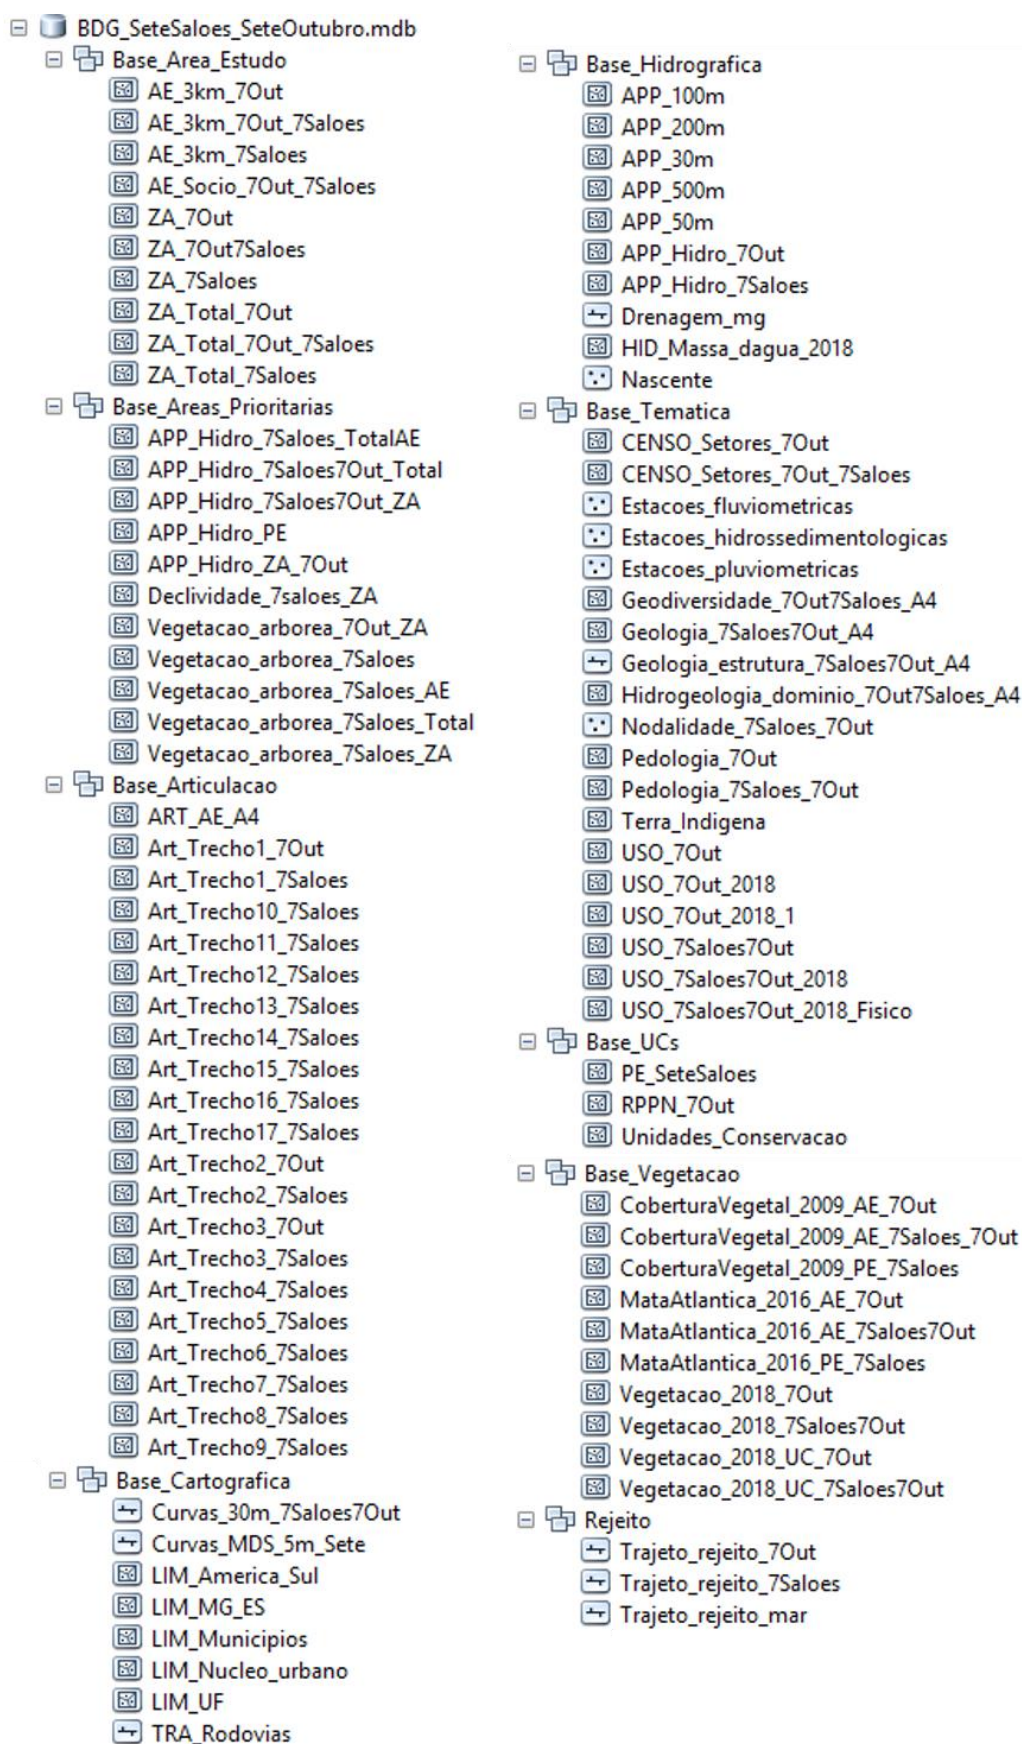 BDG_SeteSaloes_SeteOutubro.mdb
Base_Area_Estudo
AE_3km_7Out
AE_3km_7Out_7Saloes
AE_3km_7Saloes
AE_Socio_7Out_7Saloes
ZA_7Out
ZA_7Out7Saloes
ZA_7Saloes
ZA_Total_7Out
ZA_Total_7Out_7Saloes
ZA_Total_7Saloes
Base_Areas_Prioritarias
APP_Hidro_7Saloes_TotalAE
APP_Hidro_7Saloes7Out_Total
APP_Hidro_7Saloes7Out_ZA
APP_Hidro_PE
APP_Hidro_ZA_7Out
Declividade_7saloes_ZA
Vegetacao_arborea_7Out_ZA
Vegetacao_arborea_7Saloes
Vegetacao_arborea_7Saloes_AE
Vegetacao_arborea_7Saloes_Total
Vegetacao_arborea_7Saloes_ZA
Base_Articulacao
ART_AE_A4
Art_Trecho1_7Out
Art_Trecho1_7Saloes
Art_Trecho10_7Saloes
Art_Trecho11_7Saloes
Art_Trecho12_7Saloes
Art_Trecho13_7Saloes
Art_Trecho14_7Saloes
Art_Trecho15_7Saloes
Art_Trecho16_7Saloes
Art_Trecho17_7Saloes
Art_Trecho2_7Out
Art_Trecho2_7Saloes
Art_Trecho3_7Out
Art_Trecho3_7Saloes
Art_Trecho4_7Saloes
Art_Trecho5_7Saloes
Art_Trecho6_7Saloes
Art_Trecho7_7Saloes
Art_Trecho8_7Saloes
Art_Trecho9_7Saloes
Base_Cartografica
Curvas_30m_7Saloes7Out
Curvas_MDS_5m_Sete
LIM_America_Sul
LIM_MG_ES
LIM_Municipios
LIM_Nucleo_urbano
LIM_UF
TRA_Rodovias
Base_Hidrografica
APP_100m
APP_200m
APP_30m
APP_500m
APP_50m
APP_Hidro_7Out
APP_Hidro_7Saloes
Drenagem_mg
HID_Massa_dagua_2018
Nascente
Base_Tematica
CENSO_Setores_7Out
CENSO_Setores_7Out_7Saloes
Estacoes_fluviometricas
Estacoes_hidrossedimentologicas
Estacoes_pluviometricas
Geodiversidade_7Out7Saloes_A4
Geologia_7Saloes7Out_A4
Geologia_estrutura_7Saloes7Out_A4
Hidrogeologia_dominio_7Out7Saloes_A4
Nodalidade_7Saloes_7Out
Pedologia_7Out
Pedologia_7Saloes_7Out
Terra_Indigena
USO_7Out
USO_7Out_2018
USO_7Out_2018_1
USO_7Saloes7Out
USO_7Saloes7Out_2018
USO_7Saloes7Out_2018_Fisico
Base_UCs
PE_SeteSaloes
RPPN_7Out
Unidades_Conservacao
Base_Vegetacao
CoberturaVegetal_2009_AE_7Out
CoberturaVegetal_2009_AE_7Saloes_7Out
CoberturaVegetal_2009_PE_7Saloes
MataAtlantica_2016_AE_7Out
MataAtlantica_2016_AE_7Saloes7Out
MataAtlantica_2016_PE_7Saloes
Vegetacao_2018_7Out
Vegetacao_2018_7Saloes7Out
Vegetacao_2018_UC_7Out
Vegetacao_2018_UC_7Saloes7Out
Rejeito
Trajeto_rejeito_7Out
Trajeto_rejeito_7Saloes
Trajeto_rejeito_mar